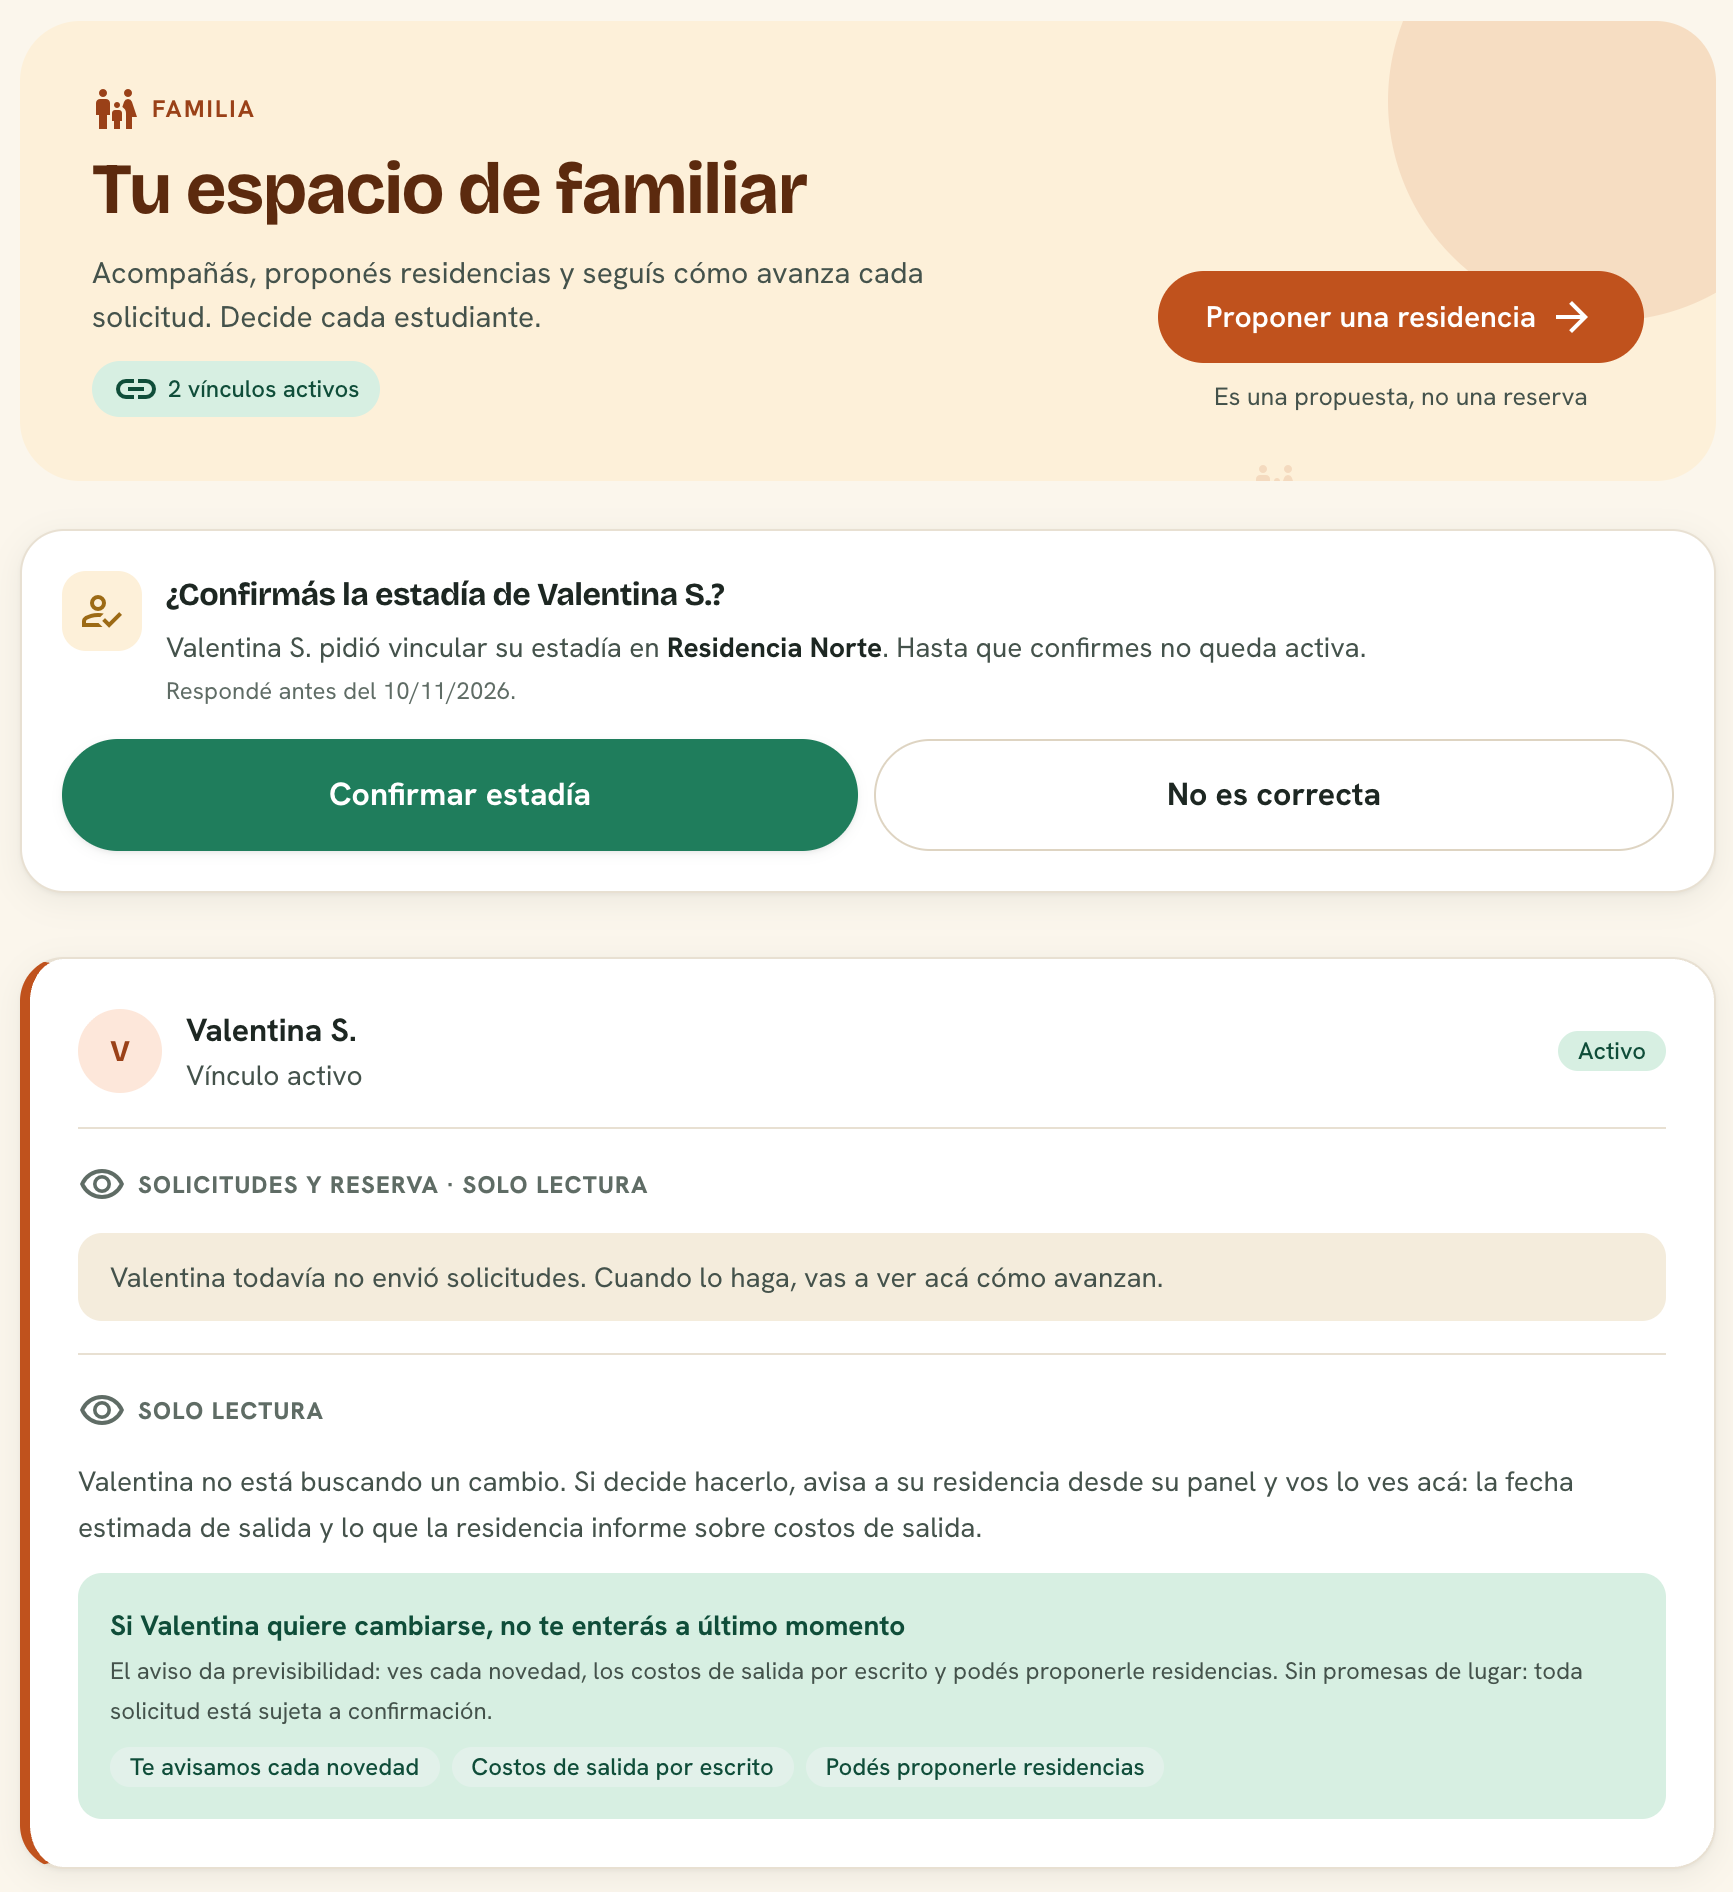 FAMILIA
Tu espacio de familiar
Acompañás, proponés residencias y seguís cómo avanza cada
solicitud. Decide cada estudiante.
2 vínculos activos
Proponer una residencia
Es una propuesta, no una reserva
¿Confirmás la estadía de Valentina S.?
Valentina S. pidió vincular su estadía en Residencia Norte. Hasta que confirmes no queda activa.
Respondé antes del 10/11/2026.
Confirmar estadía
No es correcta
V
Valentina S.
Vínculo activo
Activo
SOLICITUDES Y RESERVA · SOLO LECTURA
Valentina todavía no envió solicitudes. Cuando lo haga, vas a ver acá cómo avanzan.
SOLO LECTURA
Valentina no está buscando un cambio. Si decide hacerlo, avisa a su residencia desde su panel y vos lo ves acá: la fecha
estimada de salida y lo que la residencia informe sobre costos de salida.
Si Valentina quiere cambiarse, no te enterás a último momento
El aviso da previsibilidad: ves cada novedad, los costos de salida por escrito y podés proponerle residencias. Sin promesas de lugar: toda
solicitud está sujeta a confirmación.
Te avisamos cada novedad
Costos de salida por escrito
Podés proponerle residencias